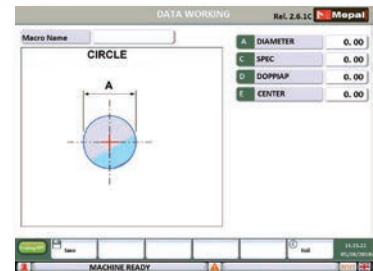 DATA WORKING
Rel. 2.6.1C Mopal
Macro Name
CIRCLE
A
A DIAMETER 0.00
C SPEC 0.00
D DOPPIAP 0.00
E CENTER 0.00
Save
MACHINE READY